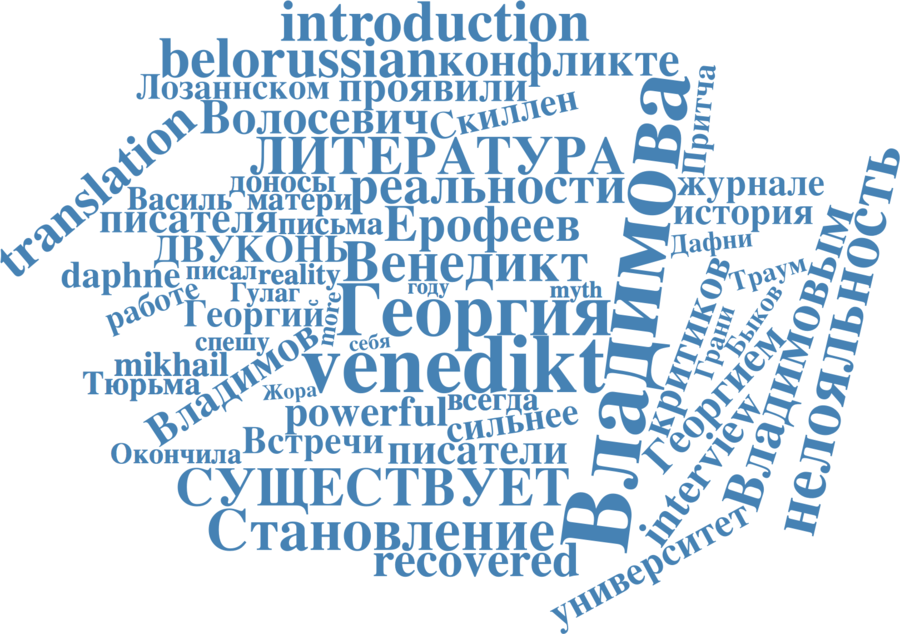 introduction
belorussian конфликте
Лозаннском проявили
Волосевич Скиллен
translation
ЛИТЕРАТУРА
Притча
доносы реальности журнале
Василь матери
писателя письма Ерофеев история
ДВУКОНЬ Венедикт Дафни
daphne писал reality
Траум
работе Гулаг году myth
Георгий с more Георгия
спешу себя
mikhail venedikt
Тюрьма Жора
Владимов
Владимова
критиков
Грани
Быков
Георгием
Владимовым
нелояльность
powerful всегда
сильнее
Окончила Встречи писатели
interview
СУЩЕСТВУЕТ
Становление
recovered
университет